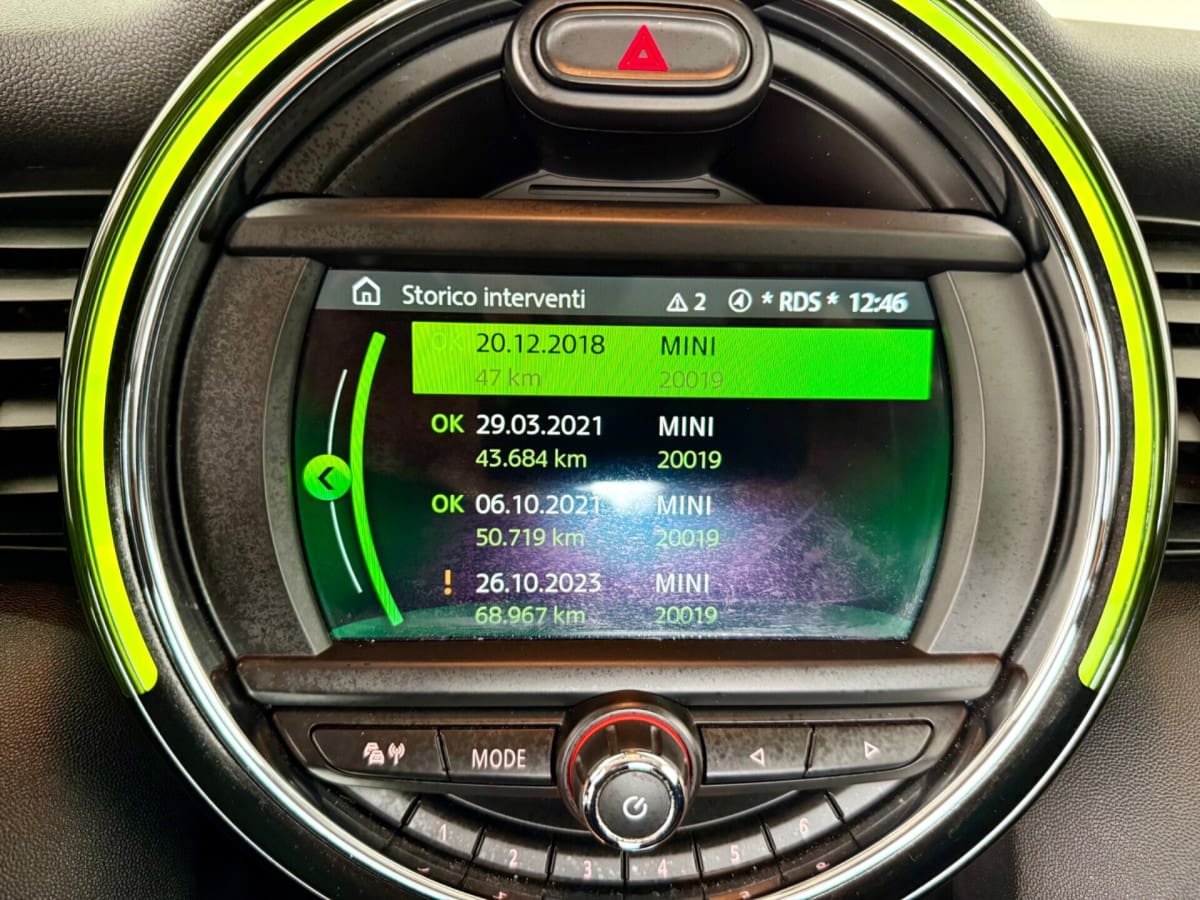 Storico interventi 2 * RDS * 12:46
OK 20.12.2018 MINI
47 km 20019
OK 29.03.2021 MINI
43.684 km 20019
OK 06.10.2021 MINI
50.719 km 20019
! 26.10.2023 MINI
68.967 km 20019
MODE
1 2 3 4 5 6